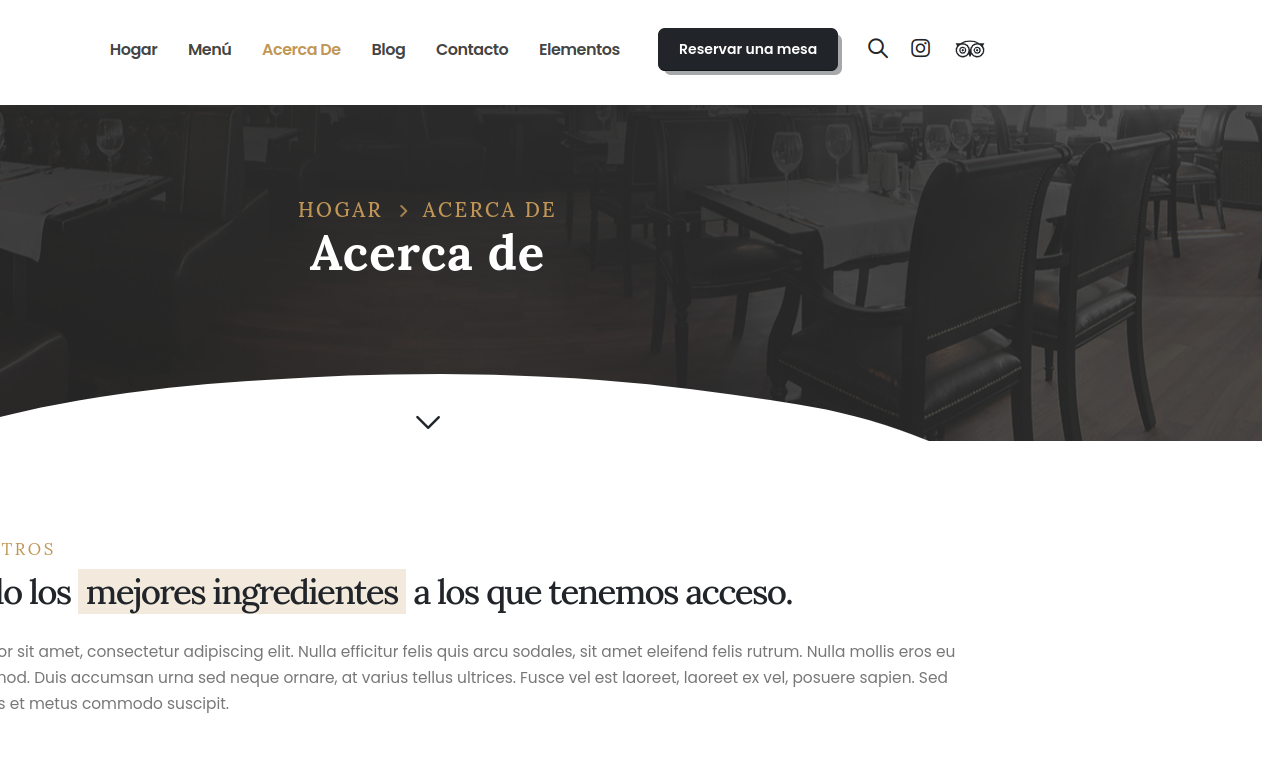 Hogar Menú Acerca De Blog Contacto Elementos Reservar una mesa
HOGAR ACERCA DE
Acerca de
TROS
los mejores ingredientes a los que tenemos acceso.
sit amet, consectetur adipiscing elit. Nulla efficitur felis quis arcu sodales, sit amet eleifend felis rutrum. Nulla mollis eros eu
Duis accumsan urna sed neque ornare, at varius tellus ultrices. Fusce vel est laoreet, laoreet ex vel, posuere sapien. Sed
et metus commodo suscipit.